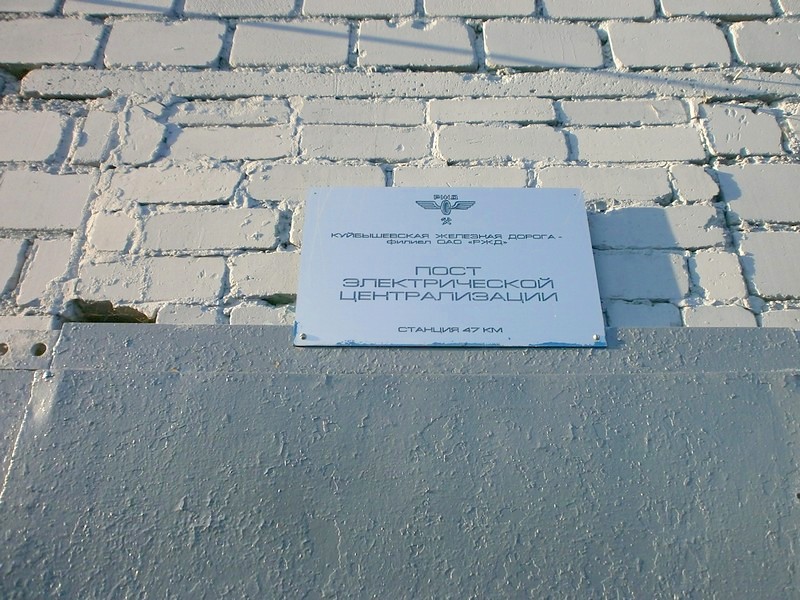 РЖД
КУЙБЫШЕВСКАЯ ЖЕЛЕЗНАЯ ДОРОГА -
ФИЛИАЛ ОАО «РЖД»
ПОСТ
ЭЛЕКТРИЧЕСКОЙ
ЦЕНТРАЛИЗАЦИИ
СТАНЦИЯ 47 КМ